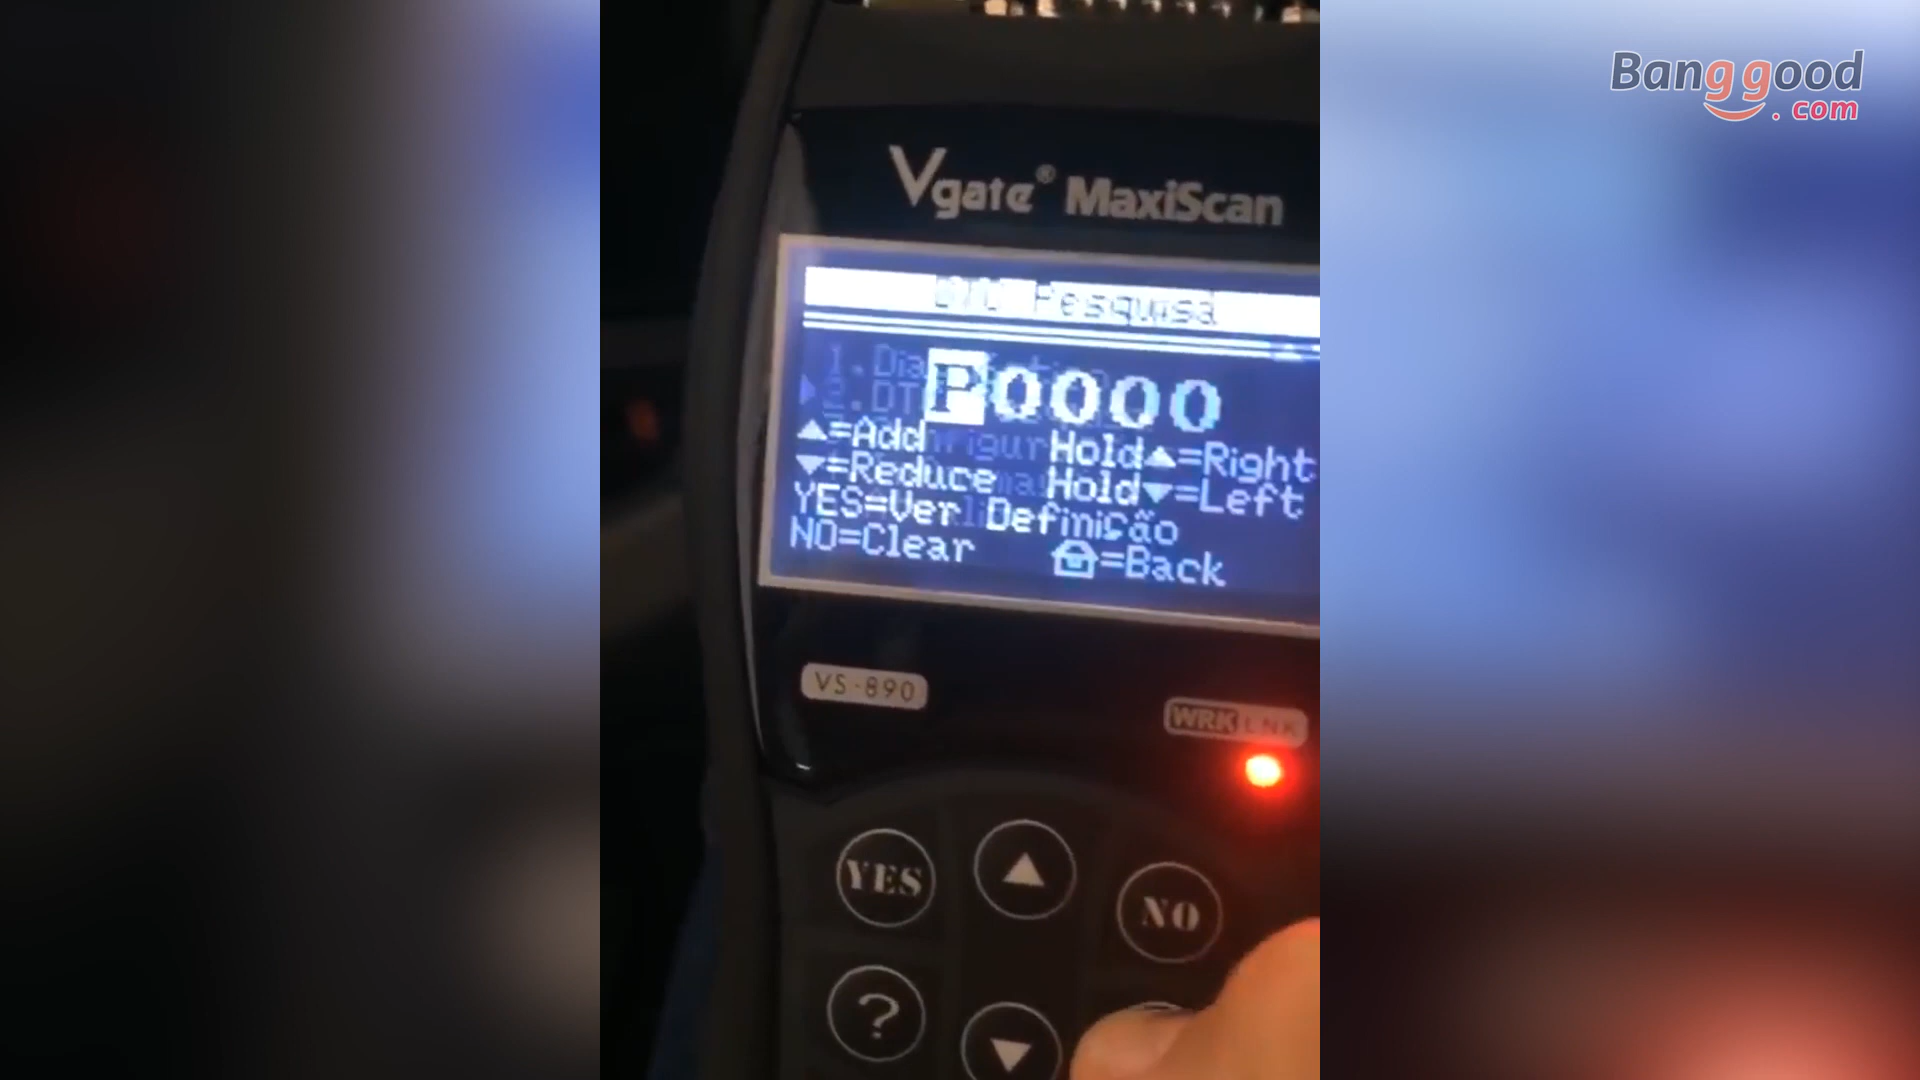 Banggood
.com
Vgate® MaxiScan
DTC Pesquisa
1.Dia
2.DT
P0000
▲=Add Hold▲=Right
▼=Reduce Hold▼=Left
YES=Ver Definição
NO=Clear =Back
VS-890
WRK LNK
YES
NO
?